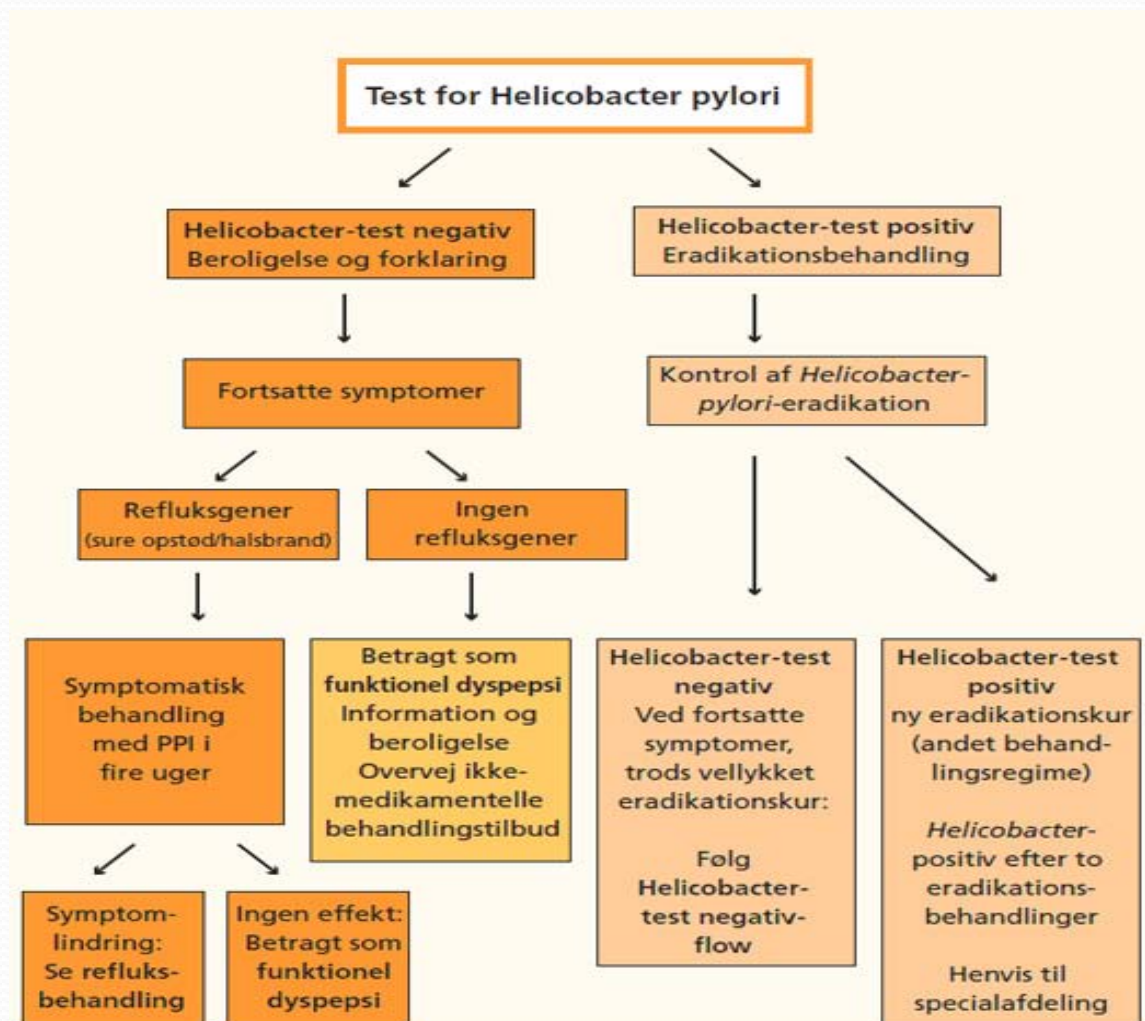 Test for Helicobacter pylori
Helicobacter-test negativ
Beroligelse og forklaring
Helicobacter-test positiv
Eradikationsbehandling
Fortsatte symptomer
Kontrol af Helicobacter-
pylori-eradikation
Refluksgener
(sure opstød/halsbrand)
Ingen
refluksgener
Symptomatisk
behandling
med PPI i
fire uger
Betragt som
funktionel dyspepsi
Information og
beroligelse
Overvej ikke-
medikamentelle
behandlingstilbud
Helicobacter-test
negativ
Ved fortsatte
symptomer,
trods vellykket
eradikationskur:
Følg
Helicobacter-
test negativ-
flow
Helicobacter-test
positiv
ny eradikationskur
(andet behand-
lingsregime)
Helicobacter-
positiv efter to
eradikations-
behandlinger
Henvis til
specialafdeling
Symptom-
lindring:
Se refluks-
behandling
Ingen effekt:
Betragt som
funktionel
dyspepsi